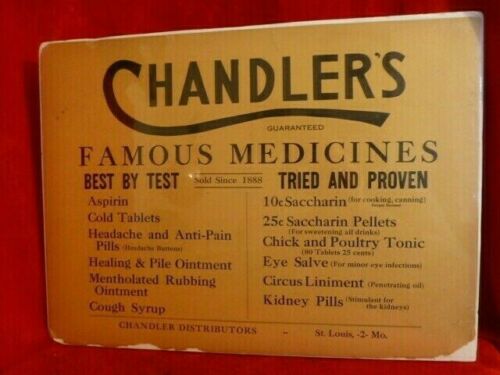 CHANDLER'S
GUARANTEED
FAMOUS MEDICINES
BEST BY TEST Sold Since 1888 TRIED AND PROVEN
Aspirin
Cold Tablets
Headache and Anti-Pain
Pills (Headache Buttons)
Healing & Pile Ointment
Mentholated Rubbing
Ointment
Cough Syrup
10c Saccharin (for cooking, canning)
25c Saccharin Pellets
(For sweetening all drinks)
Chick and Poultry Tonic
(80 Tablets 25 cents)
Eye Salve (For minor eye infections)
Circus Liniment (Penetrating oil)
Kidney Pills (Stimulant for
the kidneys)
CHANDLER DISTRIBUTORS - St. Louis, -2- Mo.